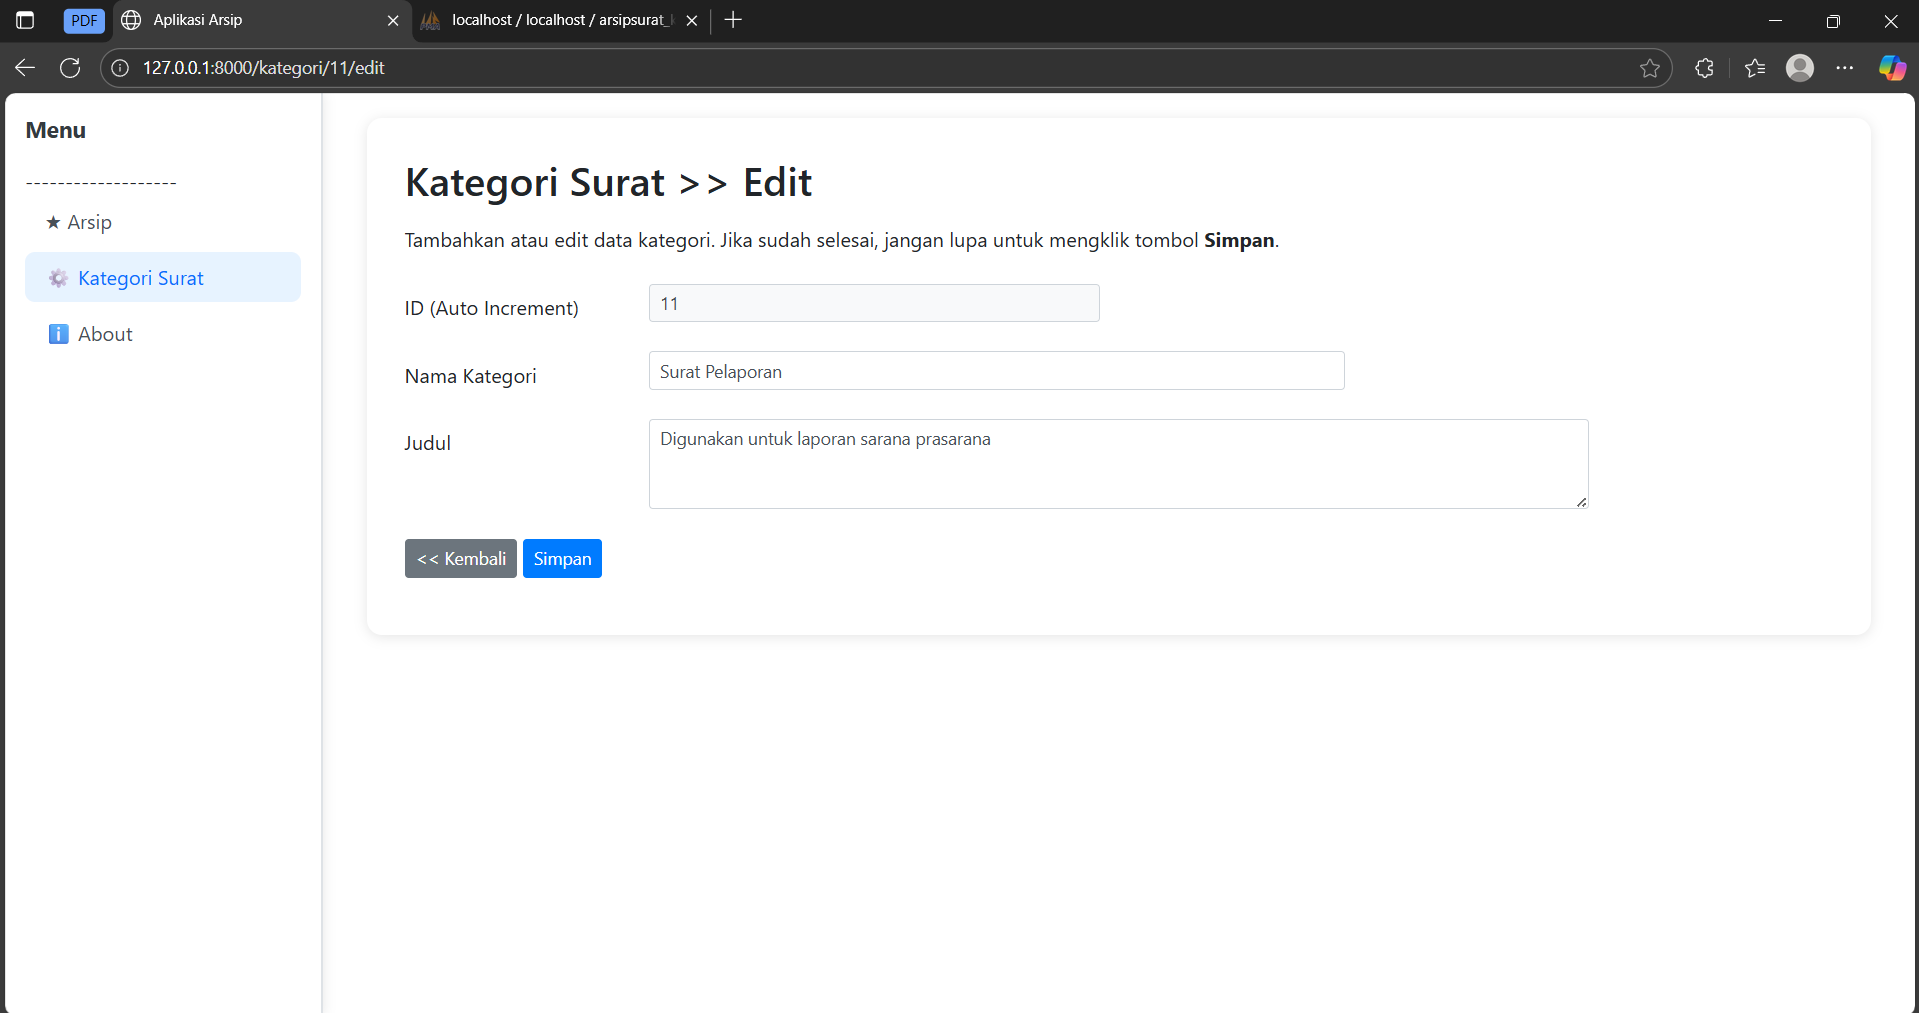 PDF
Aplikasi Arsip
localhost / localhost / arsipsurat_
127.0.0.1:8000/kategori/11/edit
Menu
-------------------
★ Arsip
Kategori Surat
About
Kategori Surat >> Edit
Tambahkan atau edit data kategori. Jika sudah selesai, jangan lupa untuk mengklik tombol Simpan.
ID (Auto Increment)
11
Nama Kategori
Surat Pelaporan
Judul
Digunakan untuk laporan sarana prasarana
<< Kembali
Simpan